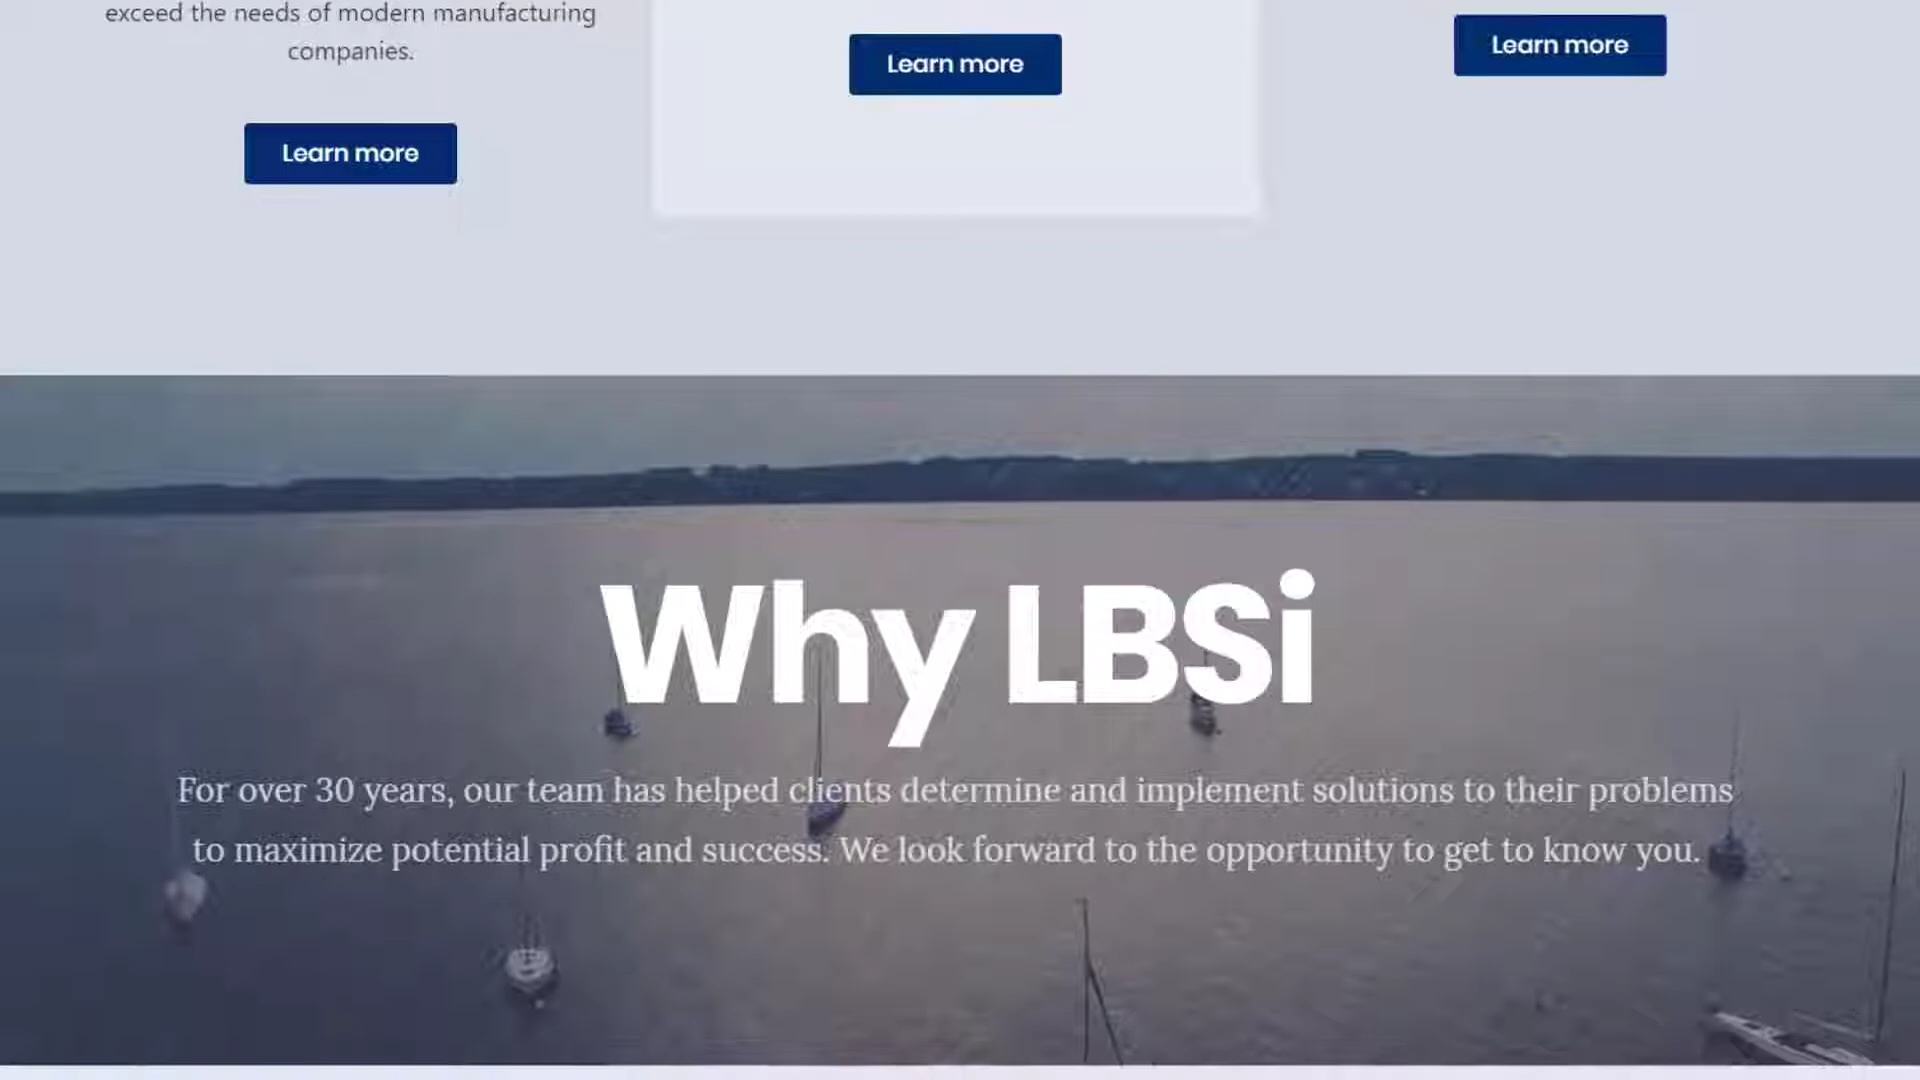 exceed the needs of modern manufacturing
companies.
Learn more
Learn more
Learn more
Why LBSi
For over 30 years, our team has helped clients determine and implement solutions to their problems
to maximize potential profit and success. We look forward to the opportunity to get to know you.